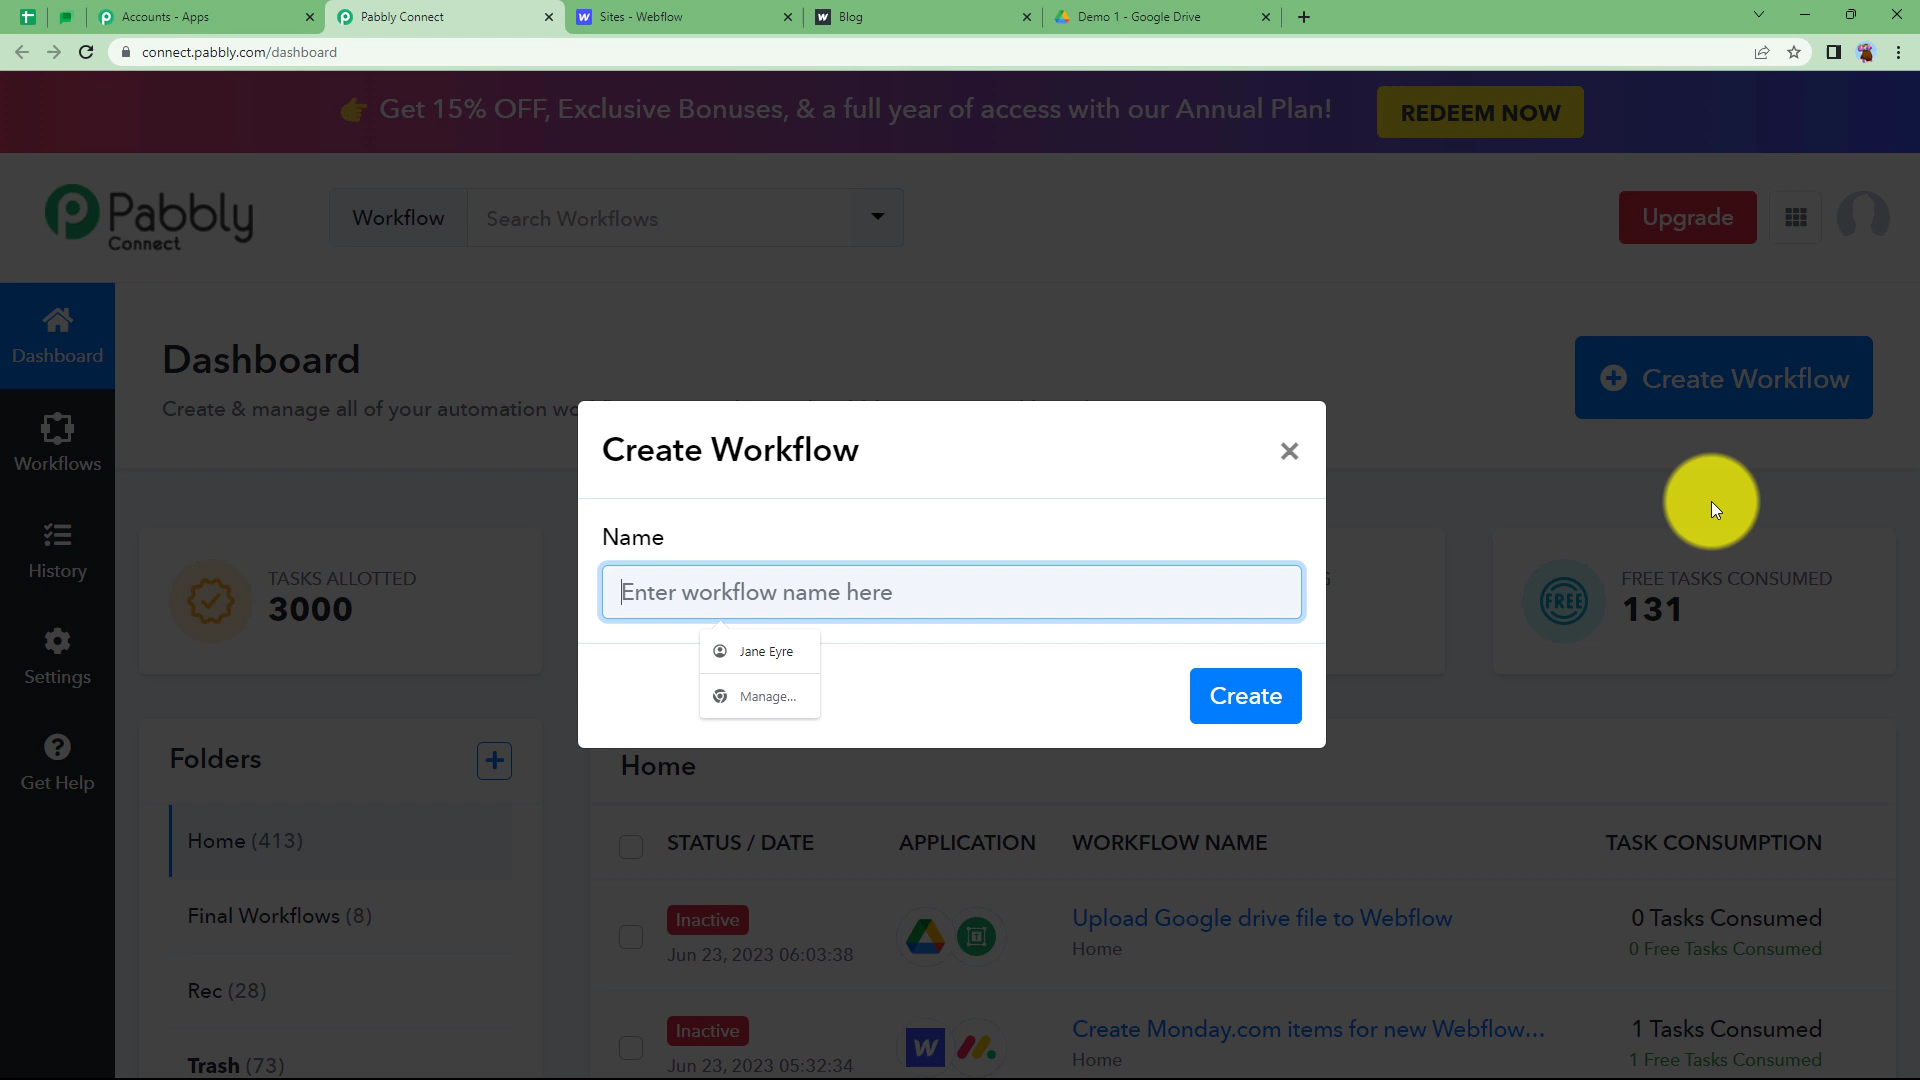 Accounts - Apps
Pabbly Connect
Sites - Webflow
Blog
Demo 1 - Google Drive
connect.pabbly.com/dashboard
👉 Get 15% OFF, Exclusive Bonuses, & a full year of access with our Annual Plan!
REDEEM NOW
Pabbly
Connect
Workflow
Search Workflows
Upgrade
Dashboard
Workflows
History
Settings
Get Help
Dashboard
Create & manage all of your automation
Create Workflow
Create Workflow
Name
Enter workflow name here
Jane Eyre
Manage...
Create
TASKS ALLOTTED
3000
FREE
FREE TASKS CONSUMED
131
Folders
Home (413)
Final Workflows (8)
Rec (28)
Trash (73)
Home
STATUS / DATE
APPLICATION
WORKFLOW NAME
TASK CONSUMPTION
Inactive
Jun 23, 2023 06:03:38
Upload Google drive file to Webflow
Home
0 Tasks Consumed
0 Free Tasks Consumed
Inactive
Jun 23, 2023 05:32:34
Create Monday.com items for new Webflow...
Home
1 Tasks Consumed
1 Free Tasks Consumed